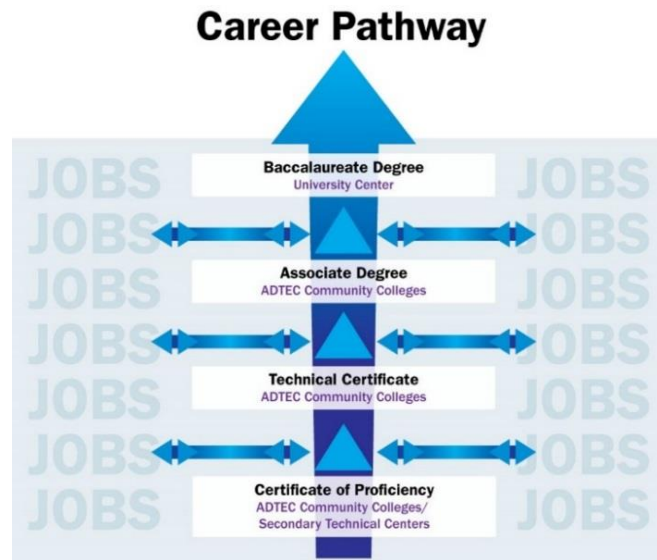 Career Pathway
JOBS JOBS
Baccalaureate Degree
University Center
JOBS JOBS
JOBS JOBS
Associate Degree
ADTEC Community Colleges
JOBS JOBS
Technical Certificate
ADTEC Community Colleges
JOBS JOBS
JOBS JOBS
Certificate of Proficiency
ADTEC Community Colleges/
Secondary Technical Centers
JOBS JOBS